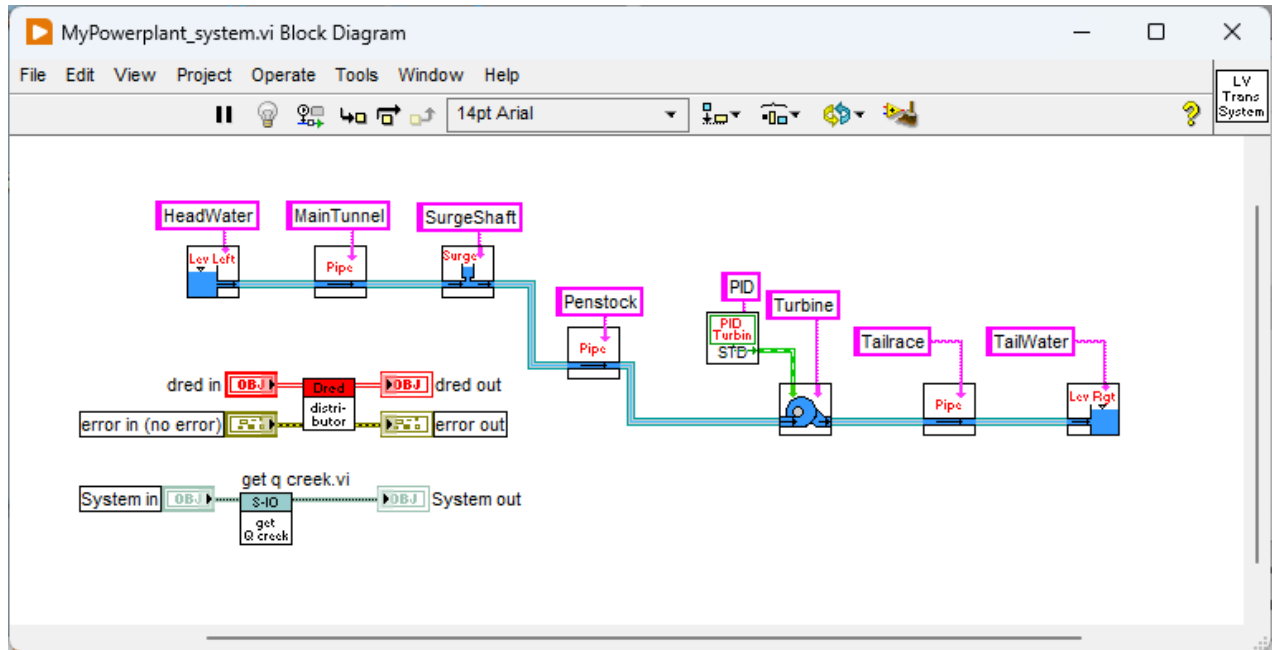 MyPowerplant_system.vi Block Diagram
File Edit View Project Operate Tools Window Help
LV
Trans
System
14pt Arial
HeadWater
MainTunnel
SurgeShaft
Lev Left
Pipe
Surge
Penstock
Pipe
PID
Turbine
PID
Turbin
STD
Tailrace
TailWater
Pipe
Lev Rgt
dred in
OBJ
Dred
distri-
butor
OBJ
dred out
error in (no error)
error out
get q creek.vi
System in
OBJ
S-IO
get
Q creek
OBJ
System out